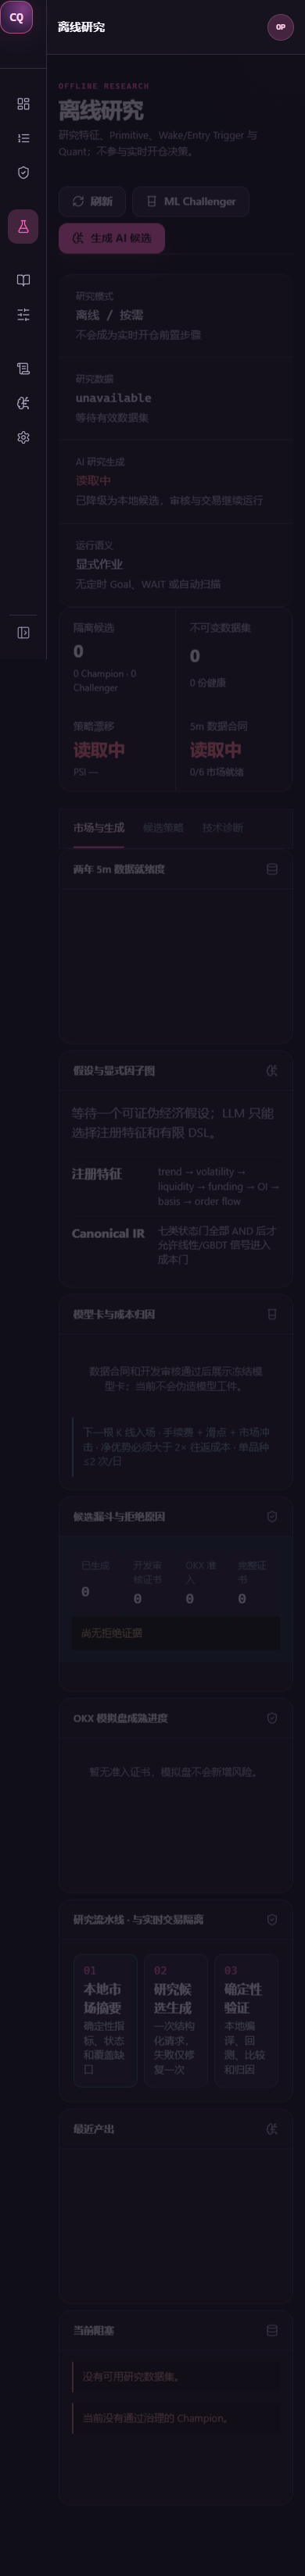 CQ
离线研究
OP
OFFLINE RESEARCH
离线研究
研究特征、Primitive、Wake/Entry Trigger 与
Quant；不参与实时开仓决策。
刷新
ML Challenger
生成 AI 候选
研究模式
离线 / 按需
不会成为实时开仓前置步骤
研究数据
unavailable
等待有效数据集
AI 研究生成
读取中
已降级为本地候选，审核与交易继续运行
运行语义
显式作业
无定时 Goal、WAIT 或自动扫描
隔离候选
0
0 Champion · 0
Challenger
不可变数据集
0
0 份健康
策略漂移
读取中
PSI —
5m 数据合同
读取中
0/6 市场就绪
市场与生成
候选策略
技术诊断
两年 5m 数据就绪度
假设与显式因子图
等待一个可证伪经济假设；LLM 只能
选择注册特征和有限 DSL。
注册特征
trend → volatility →
liquidity → funding → OI →
basis → order flow
Canonical IR
七类状态门全部 AND 后才
允许线性/GBDT 信号进入
成本门
模型卡与成本归因
数据合同和开发审核通过后展示冻结模
型卡；当前不会伪造模型工件。
下一根 K 线入场 · 手续费 + 滑点 + 市场冲
击 · 净优势必须大于 2× 往返成本 · 单品种
≤2 次/日
候选漏斗与拒绝原因
已生成
0
开发审
核证书
0
OKX 准
入
0
完整证
书
0
尚无拒绝证据
OKX 模拟盘成熟进度
暂无准入证书，模拟盘不会新增风险。
研究流水线 · 与实时交易隔离
01
本地市
场摘要
确定性指
标、状态
和覆盖缺
口
02
研究候
选生成
一次结构
化请求，
失败仅修
复一次
03
确定性
验证
本地编
译、回
测、比较
和归因
最近产出
当前阻塞
没有可用研究数据集。
当前没有通过治理的 Champion。